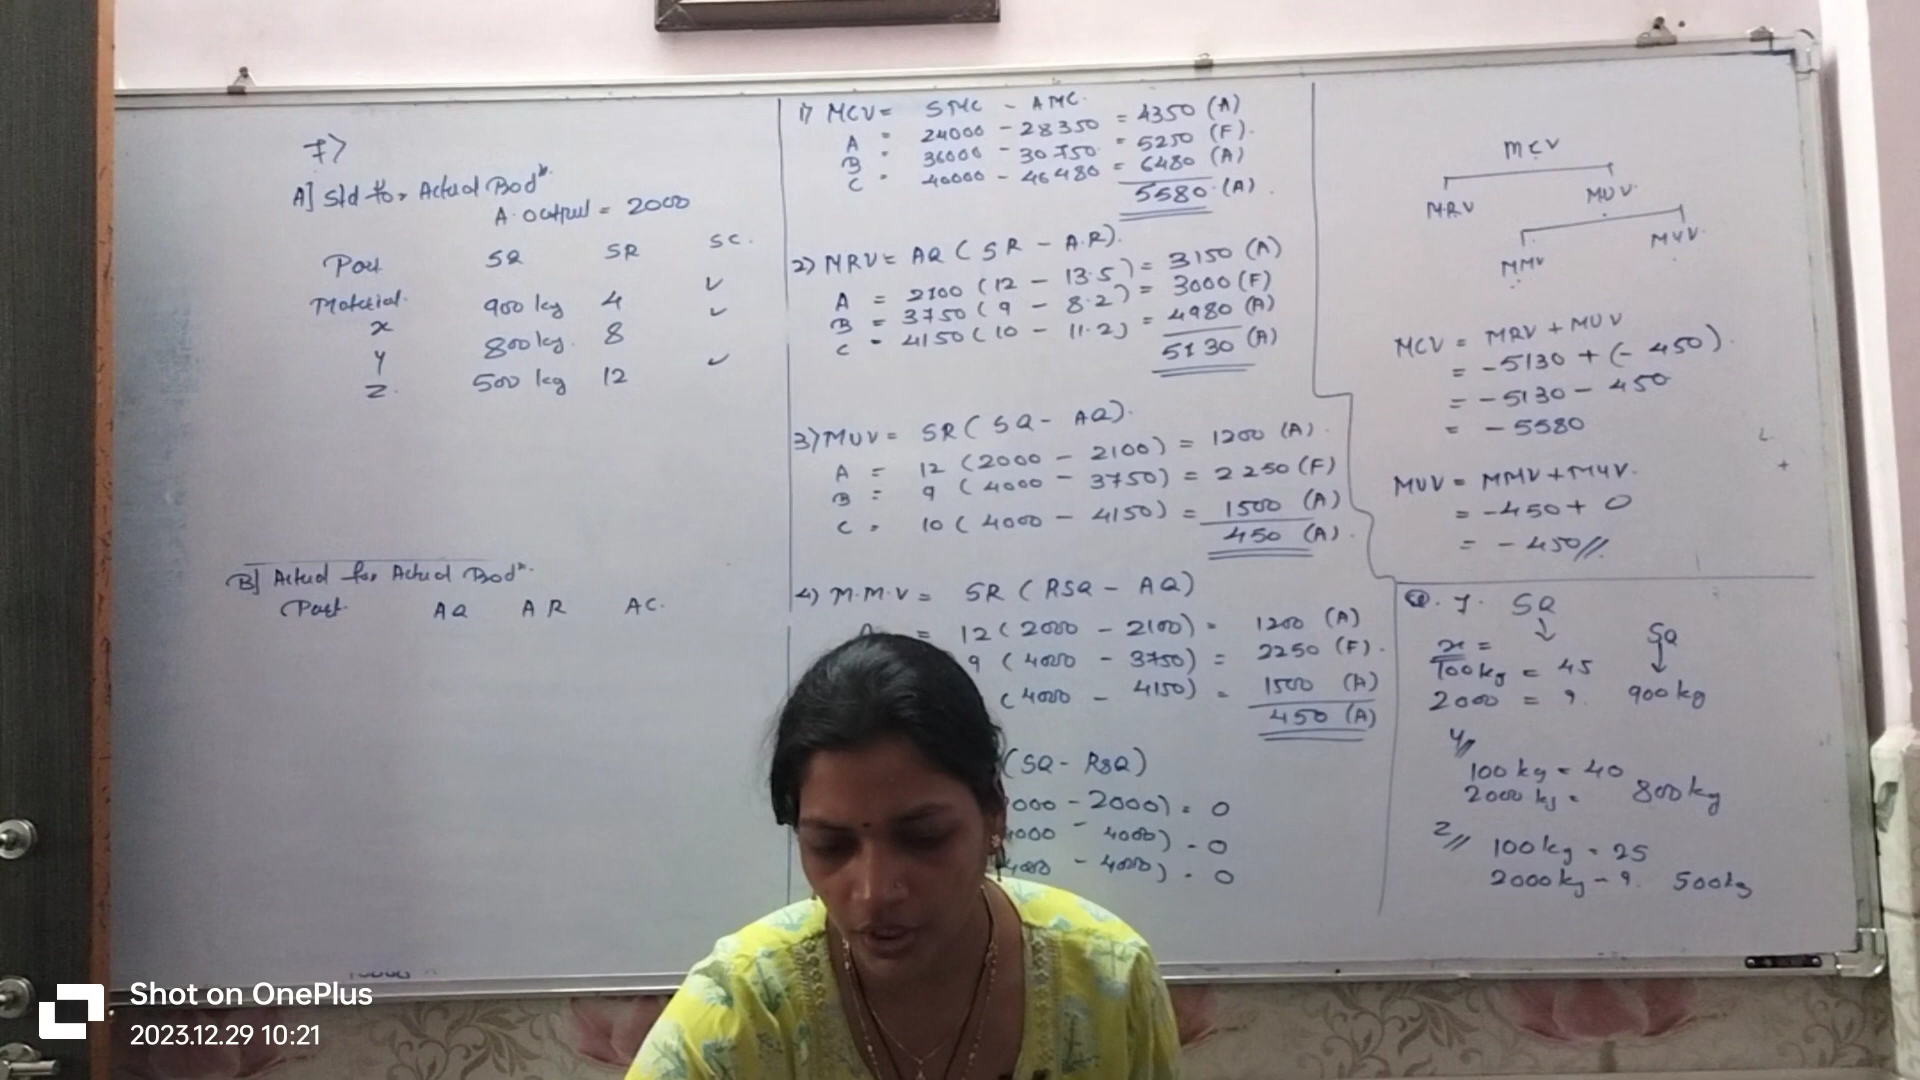 7>
A] Std for Actual Prodn.
A. output = 2000
Part SQ SR SC.
Material.
x 900 kg 4 ✓
y 800 kg. 8 ✓
z. 500 kg 12 ✓
B] Actual for Actual Prodn.
Part. AQ AR AC.
1) MCV = SMC - AMC.
A = 24000 - 28350 = 4350 (A)
B = 36000 - 30750 = 5250 (F).
C = 40000 - 46480 = 6480 (A)
5580 (A).
2) MRV = AQ (SR - A.R).
A = 2100 (12 - 13.5) = 3150 (A)
B = 3750 (9 - 8.2) = 3000 (F)
C = 4150 (10 - 11.2) = 4980 (A)
5130 (A)
3) MUV = SR (SQ - AQ).
A = 12 (2000 - 2100) = 1200 (A).
B = 9 (4000 - 3750) = 2250 (F)
C = 10 (4000 - 4150) = 1500 (A)
450 (A).
4) M.M.V = SR (RSQ - AQ)
= 12 (2000 - 2100) = 1200 (A)
9 (4000 - 3750) = 2250 (F).
(4000 - 4150) = 1500 (A)
450 (A)
(SQ - RSQ)
2000 - 2000) = 0
4000 - 4000) = 0
4000 - 4000) = 0
MCV
MRV MUV
MMV MYV
MCV = MRV + MUV
= -5130 + (- 450).
= -5130 - 450
= - 5580
MUV = MMV + MYV.
= -450 + 0
= - 450//
Q. 7. SQ
↓
x =
100 kg = 45
2000 = ?
SQ
↓
900 kg
y//
100 kg = 40
2000 kg = 800 kg
z// 100 kg = 25
2000 kg - ? 500 kg
Shot on OnePlus
2023.12.29 10:21